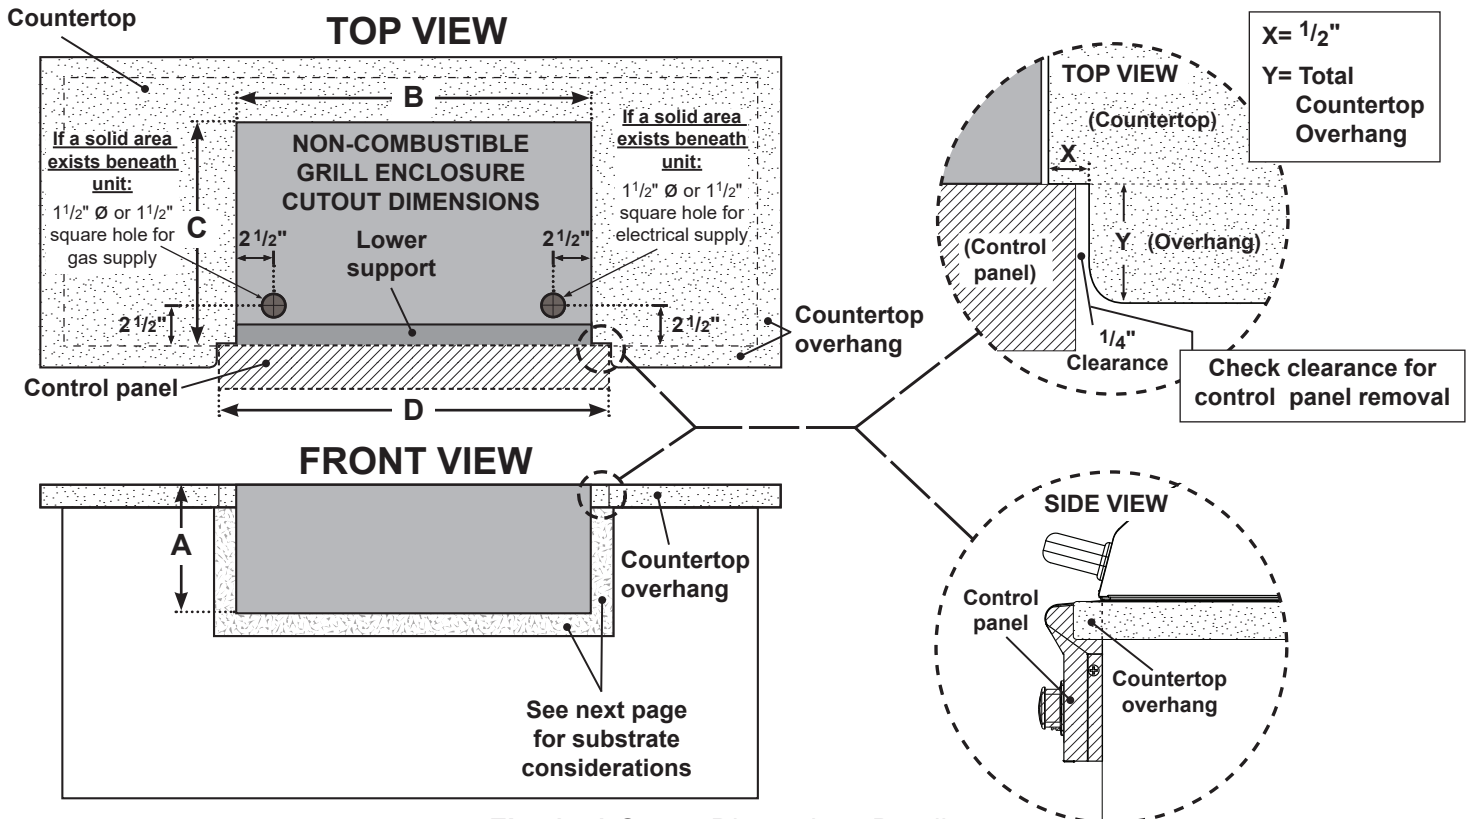 Countertop
TOP VIEW
B
If a solid area
exists beneath
unit:
1 1/2" Ø or 1 1/2"
square hole for
gas supply
C
NON-COMBUSTIBLE
GRILL ENCLOSURE
CUTOUT DIMENSIONS
2 1/2"
Lower
support
2 1/2"
If a solid area
exists beneath
unit:
1 1/2" Ø or 1 1/2"
square hole for
electrical supply
2 1/2"
2 1/2"
Countertop
overhang
Control panel
D
TOP VIEW
(Countertop)
X
(Control
panel)
Y
(Overhang)
1/4"
Clearance
X= 1/2"
Y= Total
Countertop
Overhang
Check clearance for
control panel removal
FRONT VIEW
A
Countertop
overhang
See next page
for substrate
considerations
SIDE VIEW
Control
panel
Countertop
overhang